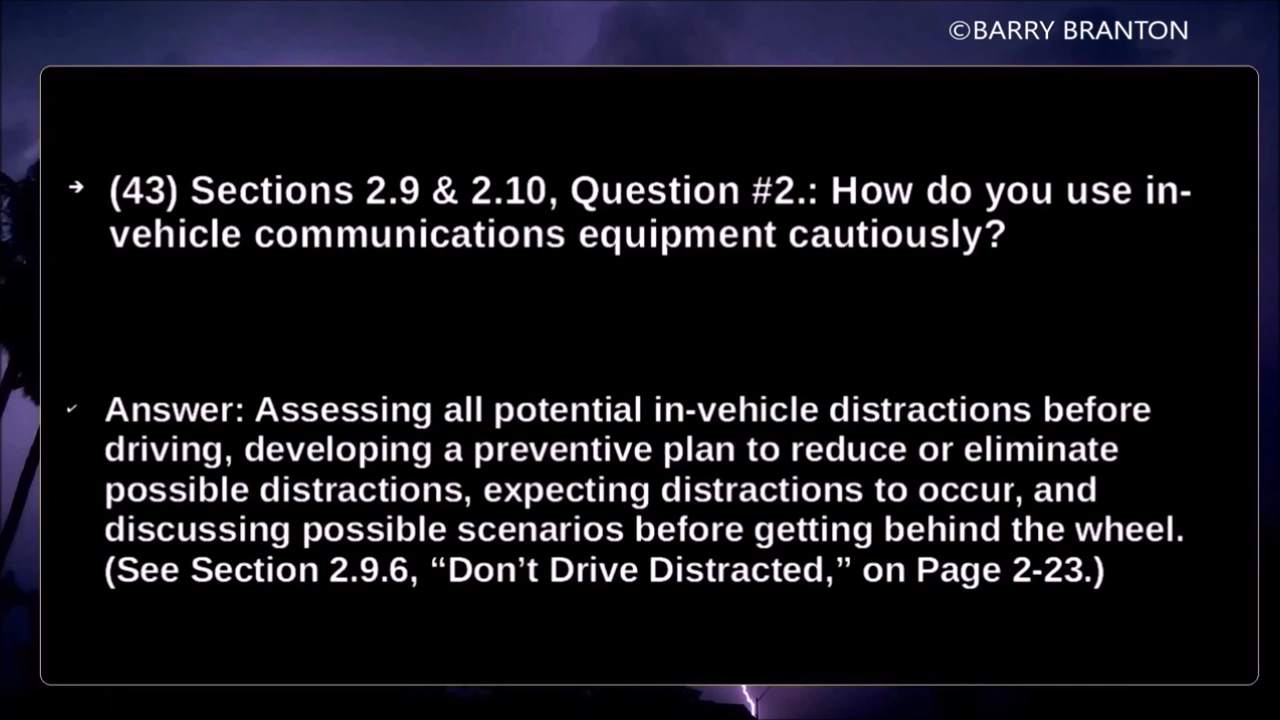 ©BARRY BRANTON
➔ (43) Sections 2.9 & 2.10, Question #2.: How do you use in-
vehicle communications equipment cautiously?
✓ Answer: Assessing all potential in-vehicle distractions before
driving, developing a preventive plan to reduce or eliminate
possible distractions, expecting distractions to occur, and
discussing possible scenarios before getting behind the wheel.
(See Section 2.9.6, “Don’t Drive Distracted,” on Page 2-23.)